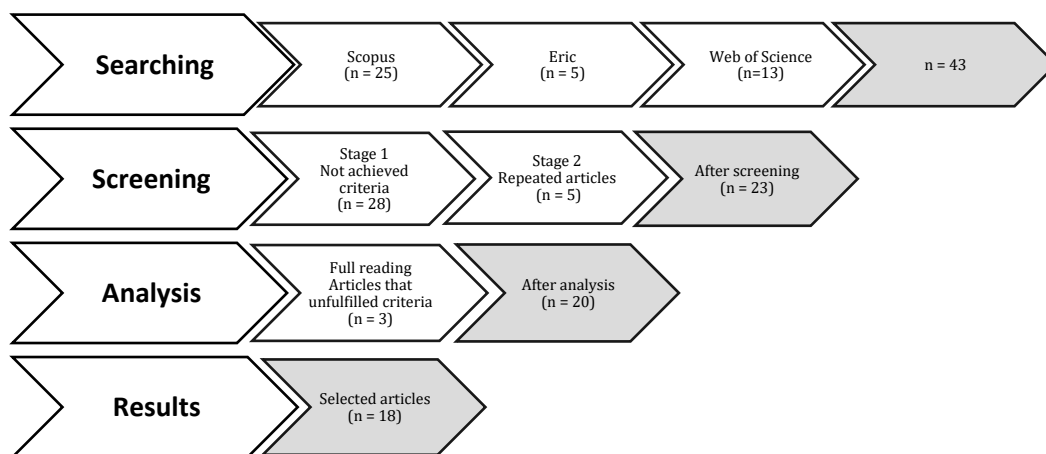 Searching
Scopus
(n = 25)
Eric
(n = 5)
Web of Science
(n=13)
n = 43
Screening
Stage 1
Not achieved
criteria
(n = 28)
Stage 2
Repeated articles
(n = 5)
After screening
(n = 23)
Analysis
Full reading
Articles that
unfulfilled criteria
(n = 3)
After analysis
(n = 20)
Results
Selected articles
(n = 18)